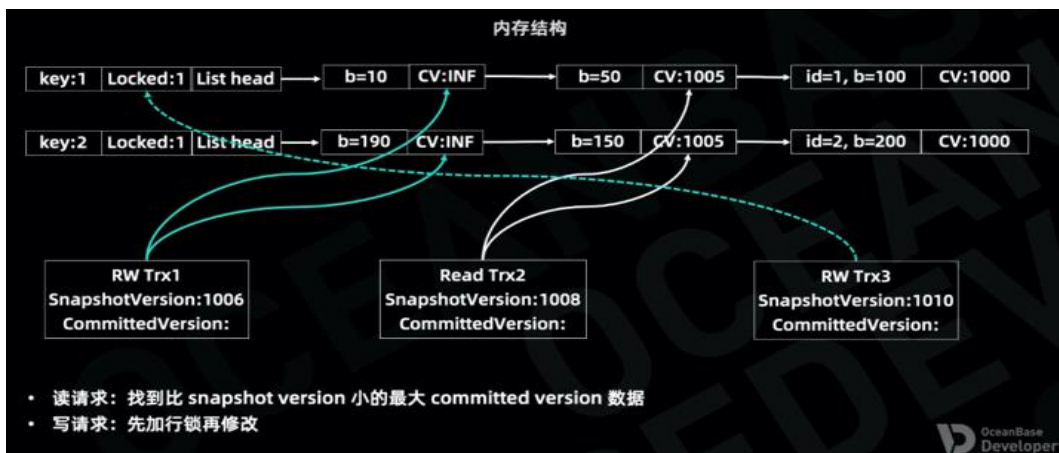 内存结构
key:1 Locked:1 List head b=10 CV:INF b=50 CV:1005 id=1, b=100 CV:1000
key:2 Locked:1 List head b=190 CV:INF b=150 CV:1005 id=2, b=200 CV:1000
RW Trx1
SnapshotVersion:1006
CommittedVersion:
Read Trx2
SnapshotVersion:1008
CommittedVersion:
RW Trx3
SnapshotVersion:1010
CommittedVersion:
• 读请求：找到比 snapshot version 小的最大 committed version 数据
• 写请求：先加行锁再修改
OceanBase
Developer